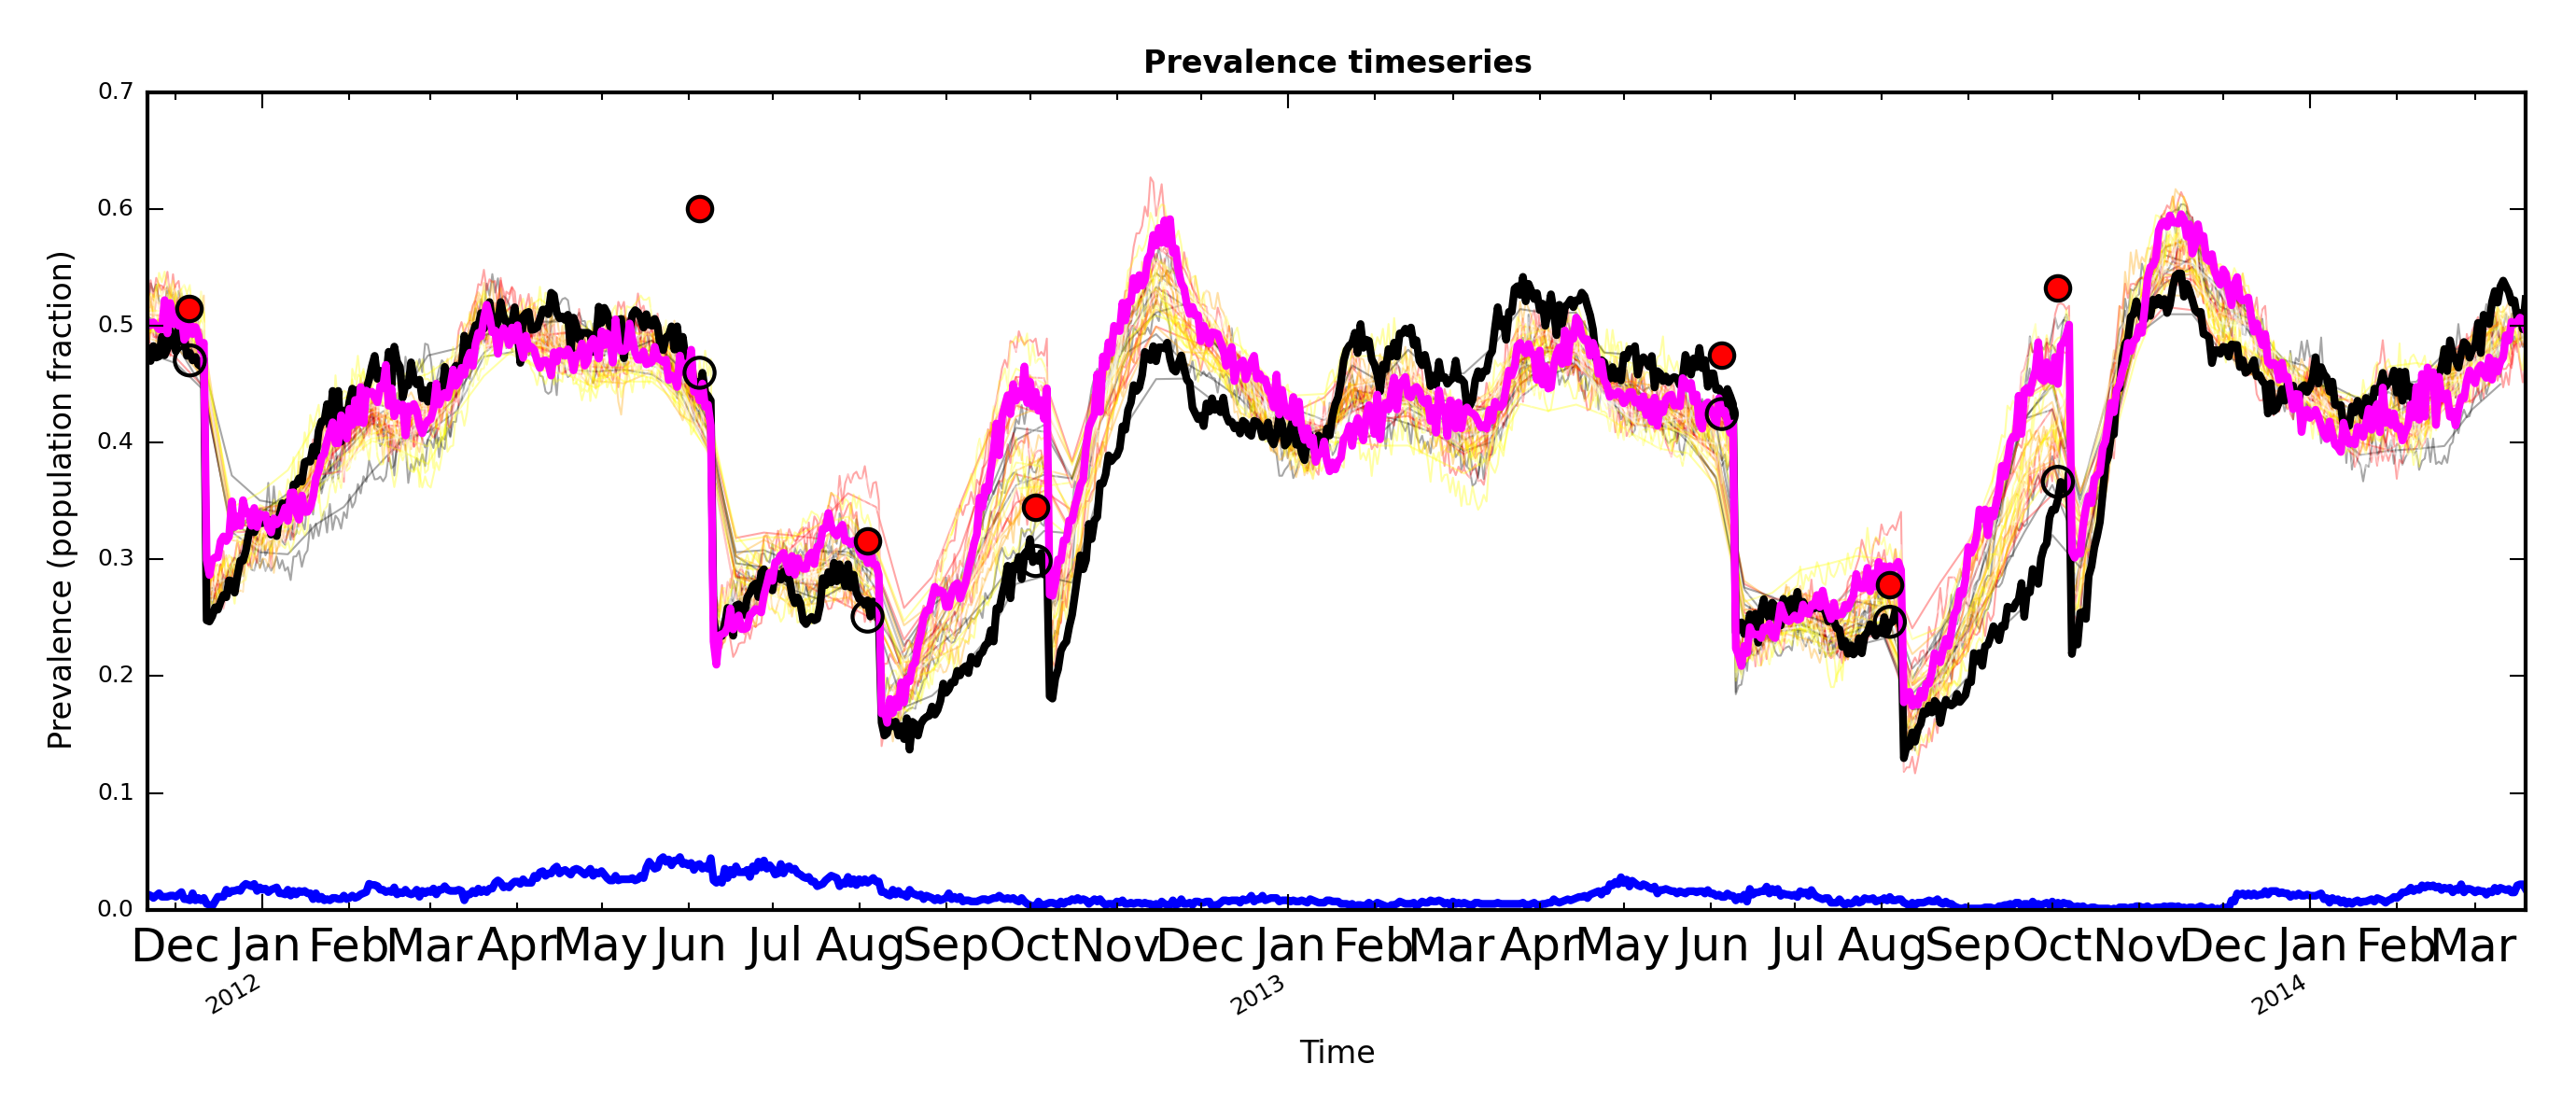 Prevalence timeseries
0.7
0.6
0.5
0.4
0.3
0.2
0.1
0.0
Prevalence (population fraction)
Dec Jan Feb Mar Apr May Jun Jul Aug Sep Oct Nov Dec Jan Feb Mar Apr May Jun Jul Aug Sep Oct Nov Dec Jan Feb Mar
2012 2013 2014
Time